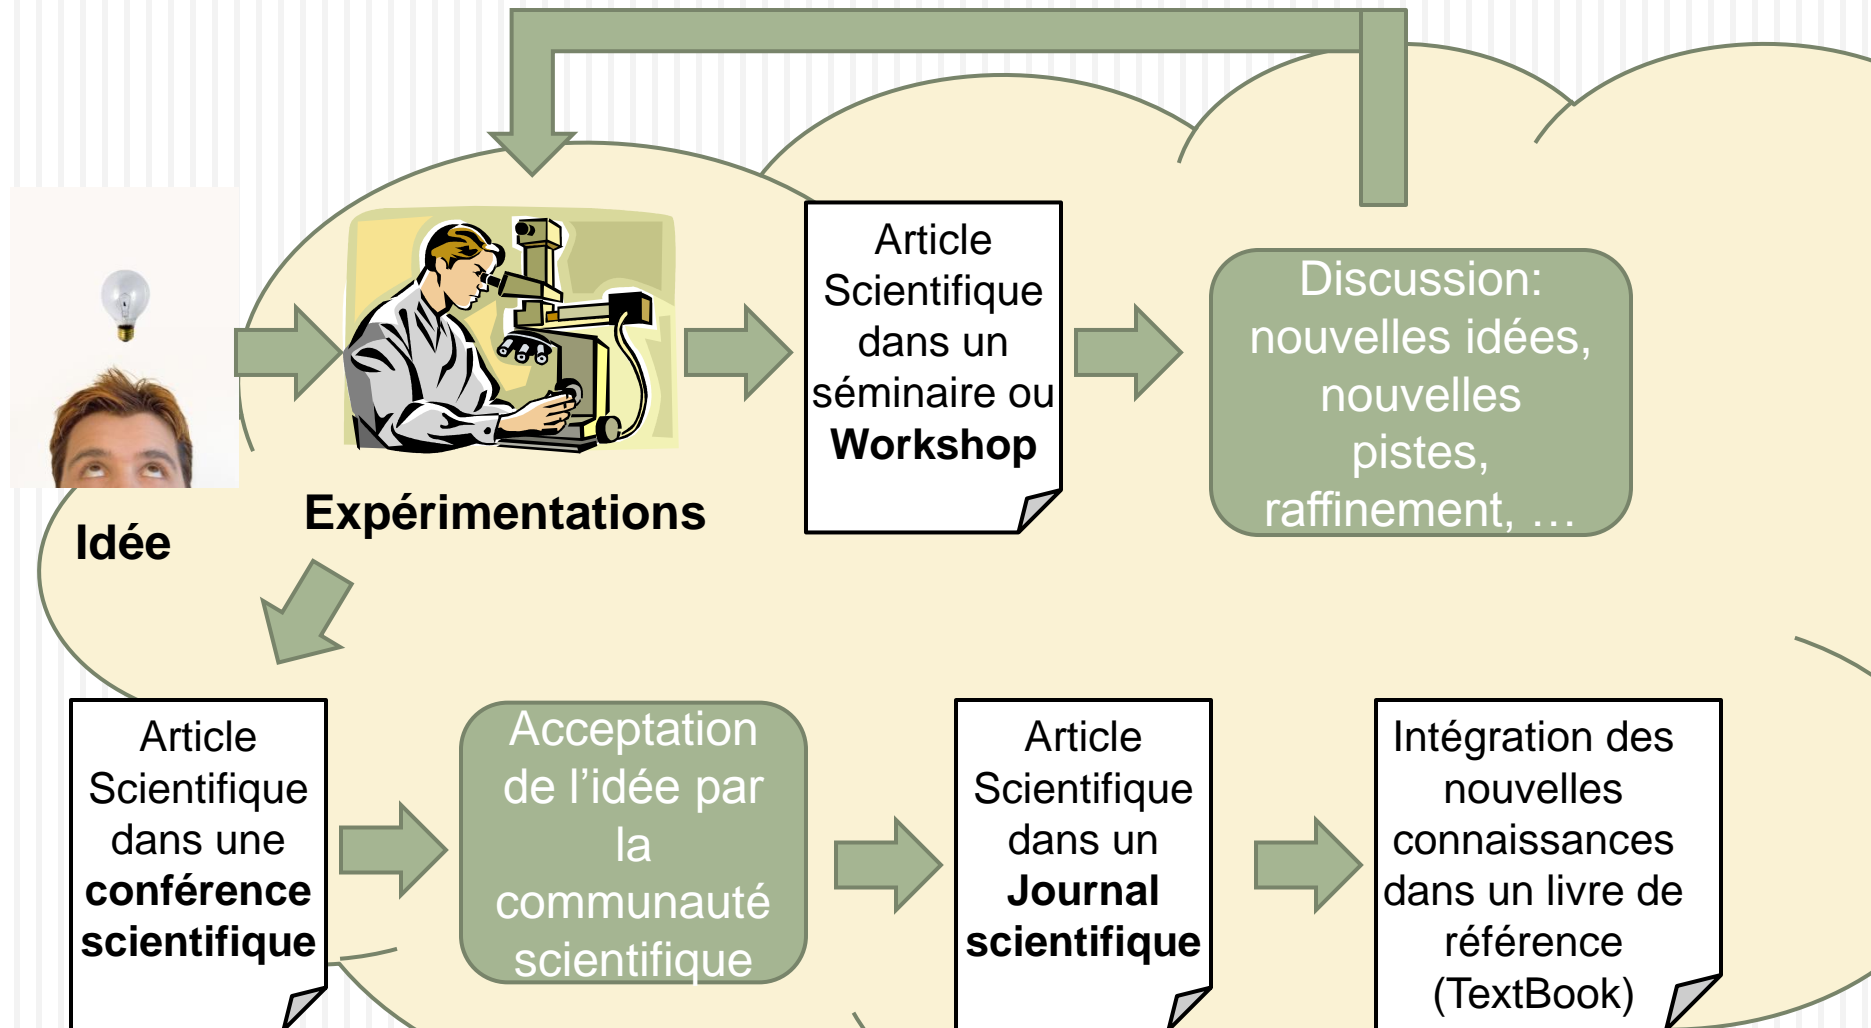 Idée
Expérimentations
Article
Scientifique
dans un
séminaire ou
Workshop
Discussion:
nouvelles idées,
nouvelles
pistes,
raffinement, …
Article
Scientifique
dans une
conférence
scientifique
Acceptation
de l’idée par
la
communauté
scientifique
Article
Scientifique
dans un
Journal
scientifique
Intégration des
nouvelles
connaissances
dans un livre de
référence
(TextBook)